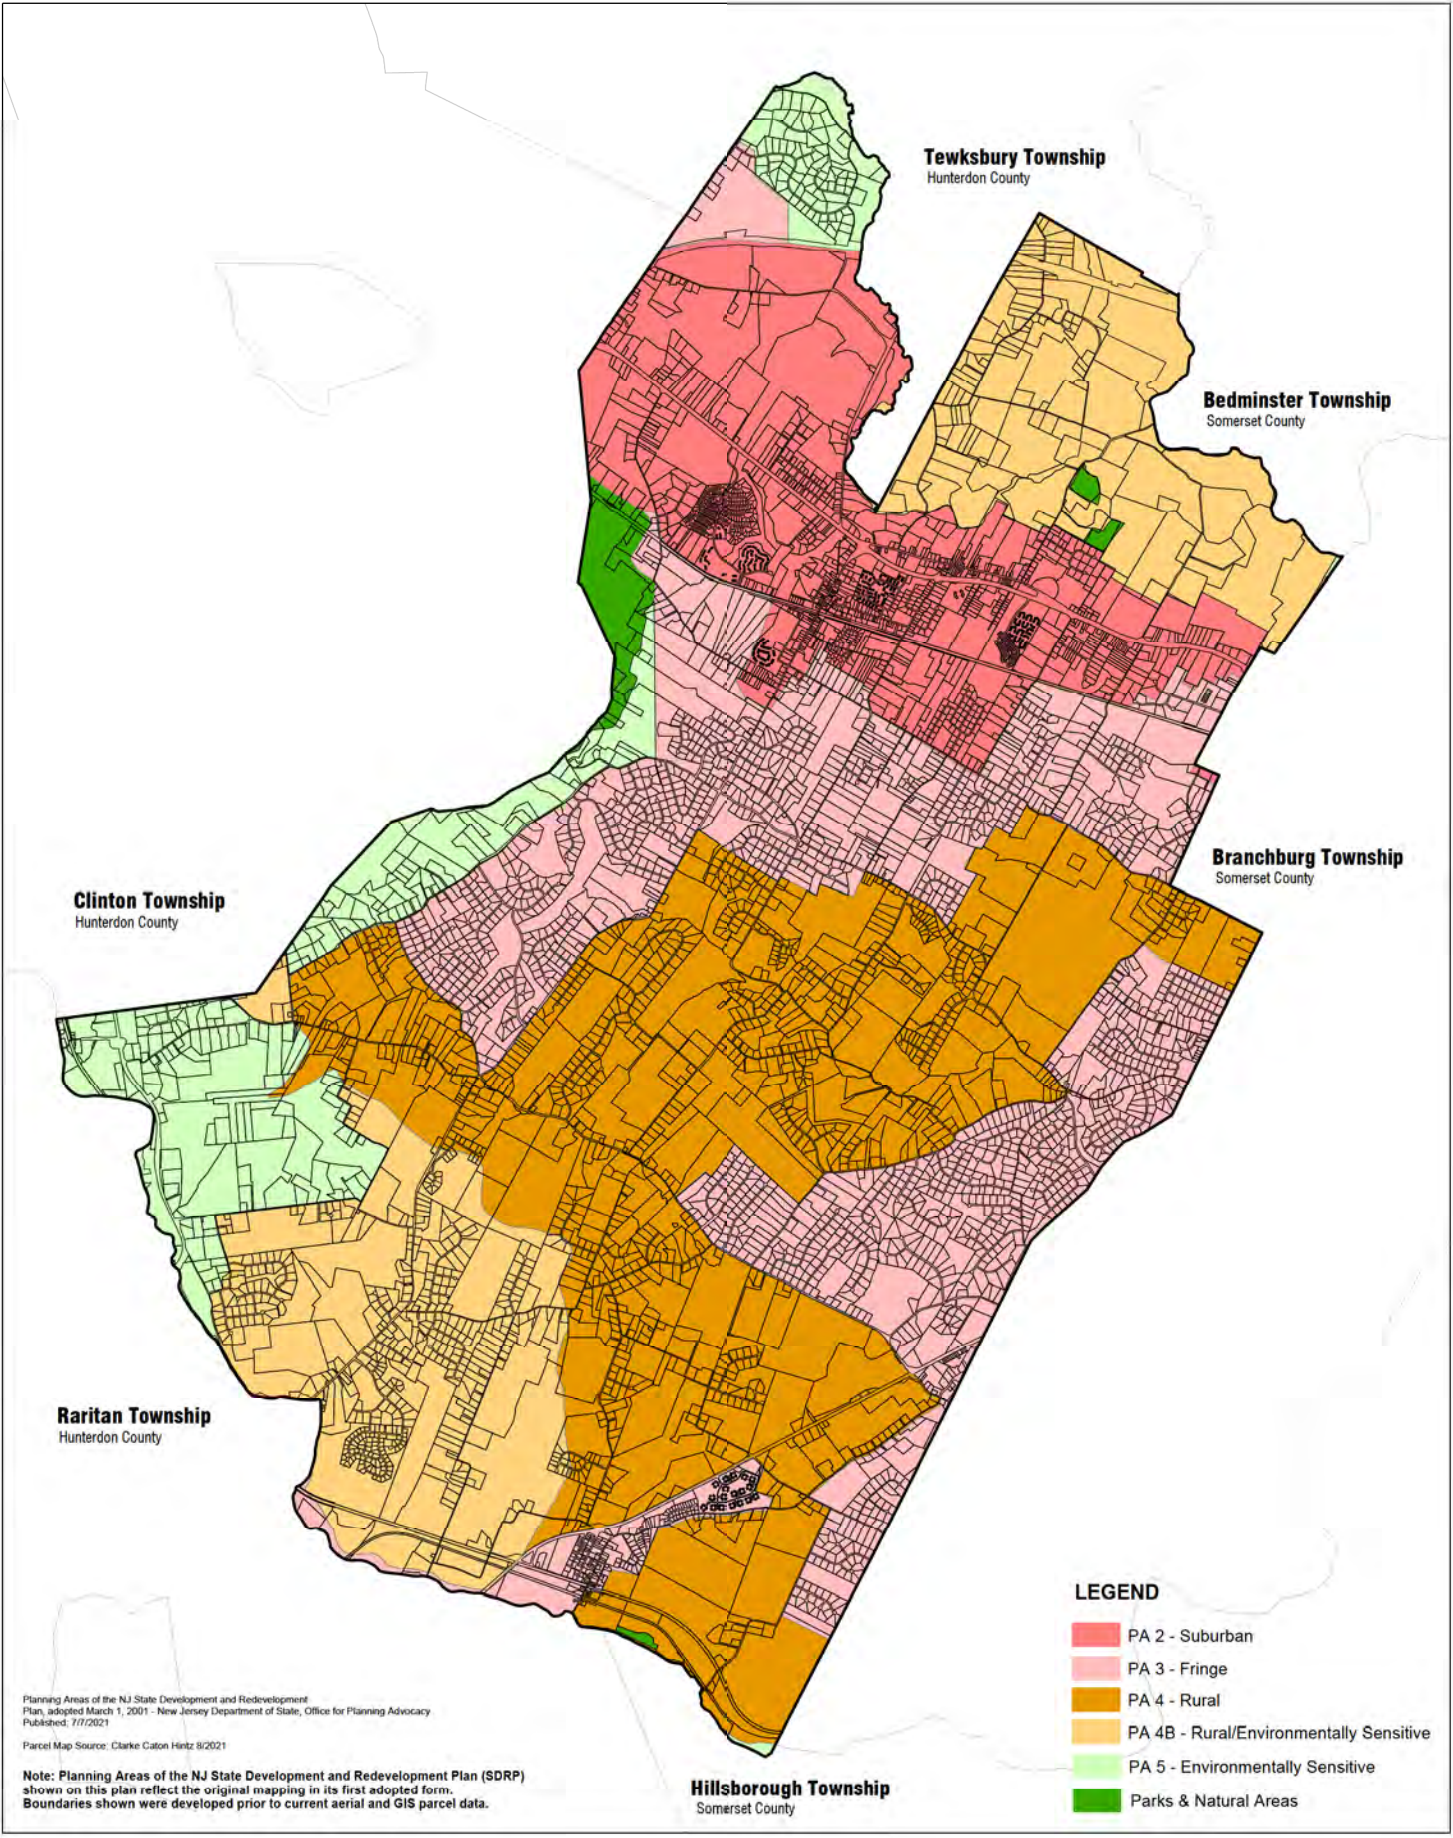 Tewksbury Township
Hunterdon County
Bedminster Township
Somerset County
Branchburg Township
Somerset County
Clinton Township
Hunterdon County
Raritan Township
Hunterdon County
Hillsborough Township
Somerset County
LEGEND
PA 2 - Suburban
PA 3 - Fringe
PA 4 - Rural
PA 4B - Rural/Environmentally Sensitive
PA 5 - Environmentally Sensitive
Parks & Natural Areas
Planning Areas of the NJ State Development and Redevelopment
Plan, adopted March 1, 2001 - New Jersey Department of State, Office for Planning Advocacy
Published: 7/7/2021
Parcel Map Source: Clarke Caton Hintz 8/2021
Note: Planning Areas of the NJ State Development and Redevelopment Plan (SDRP)
shown on this plan reflect the original mapping in its first adopted form.
Boundaries shown were developed prior to current aerial and GIS parcel data.